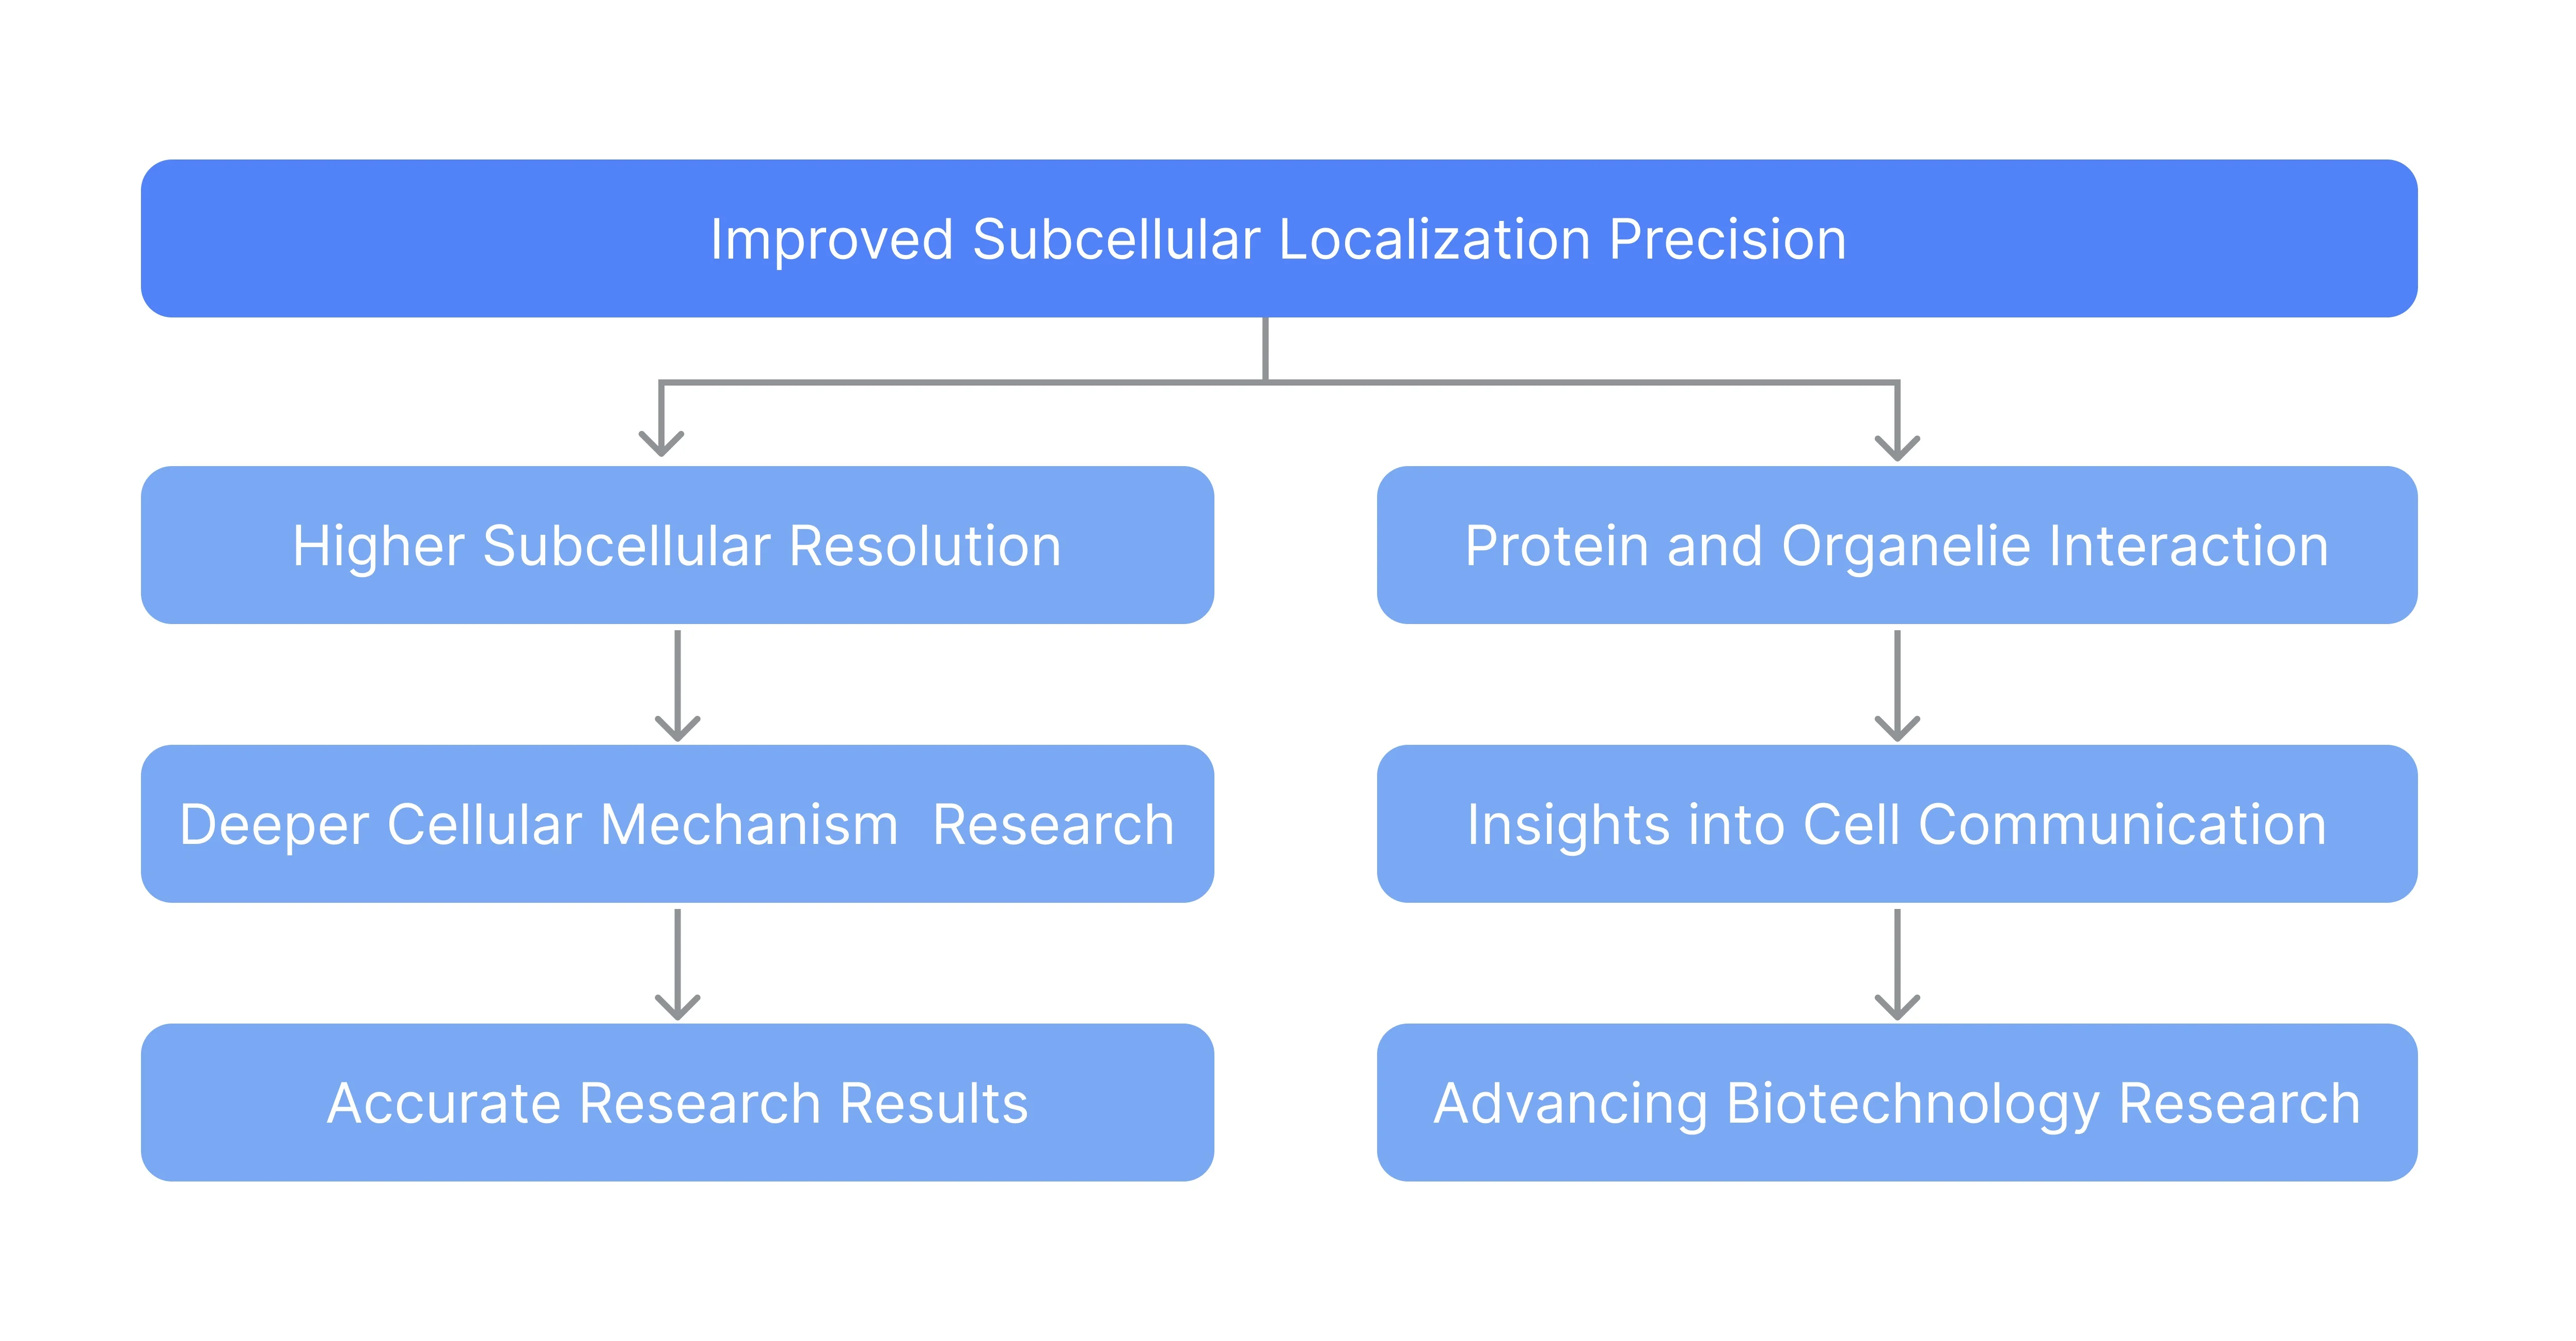 Improved Subcellular Localization Precision
Higher Subcellular Resolution
Protein and Organelie Interaction
Deeper Cellular Mechanism  Research
Insights into Cell Communication
Accurate Research Results
Advancing Biotechnology Research